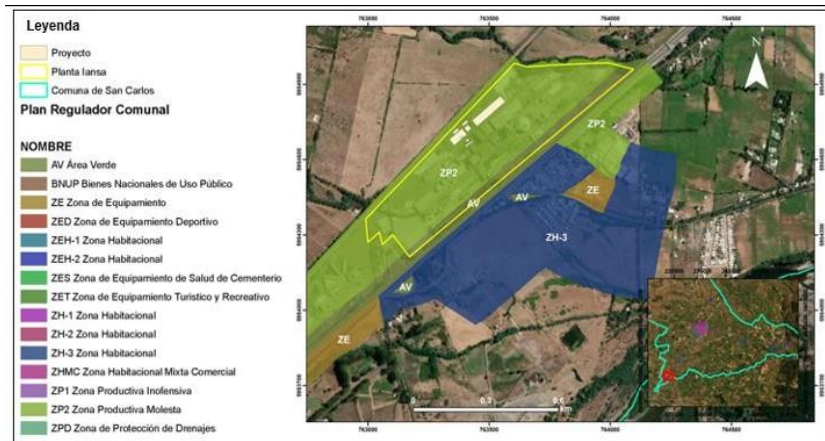 Leyenda
Proyecto
Planta Iansa
Comuna de San Carlos
Plan Regulador Comunal
NOMBRE
AV Área Verde
BNUP Bienes Nacionales de Uso Público
ZE Zona de Equipamiento
ZED Zona de Equipamiento Deportivo
ZEH-1 Zona Habitacional
ZEH-2 Zona Habitacional
ZES Zona de Equipamiento de Salud de Cementerio
ZET Zona de Equipamiento Turistico y Recreativo
ZH-1 Zona Habitacional
ZH-2 Zona Habitacional
ZH-3 Zona Habitacional
ZHMC Zona Habitacional Mixta Comercial
ZP1 Zona Productiva Inofensiva
ZP2 Zona Productiva Molesta
ZPD Zona de Protección de Drenajes
763000 763500 764000 764500
N
ZP2
ZP2
AV
AV
ZE
ZH-3
AV
ZE
0
km
763000 763500 764000 764500